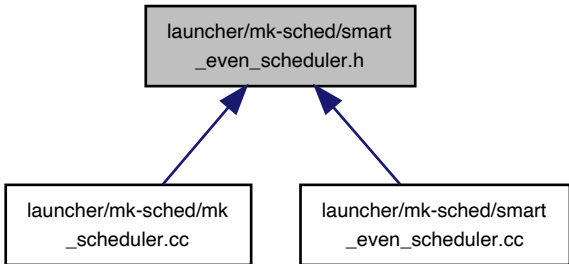 launcher/mk-sched/smart
_even_scheduler.h
launcher/mk-sched/mk
_scheduler.cc
launcher/mk-sched/smart
_even_scheduler.cc